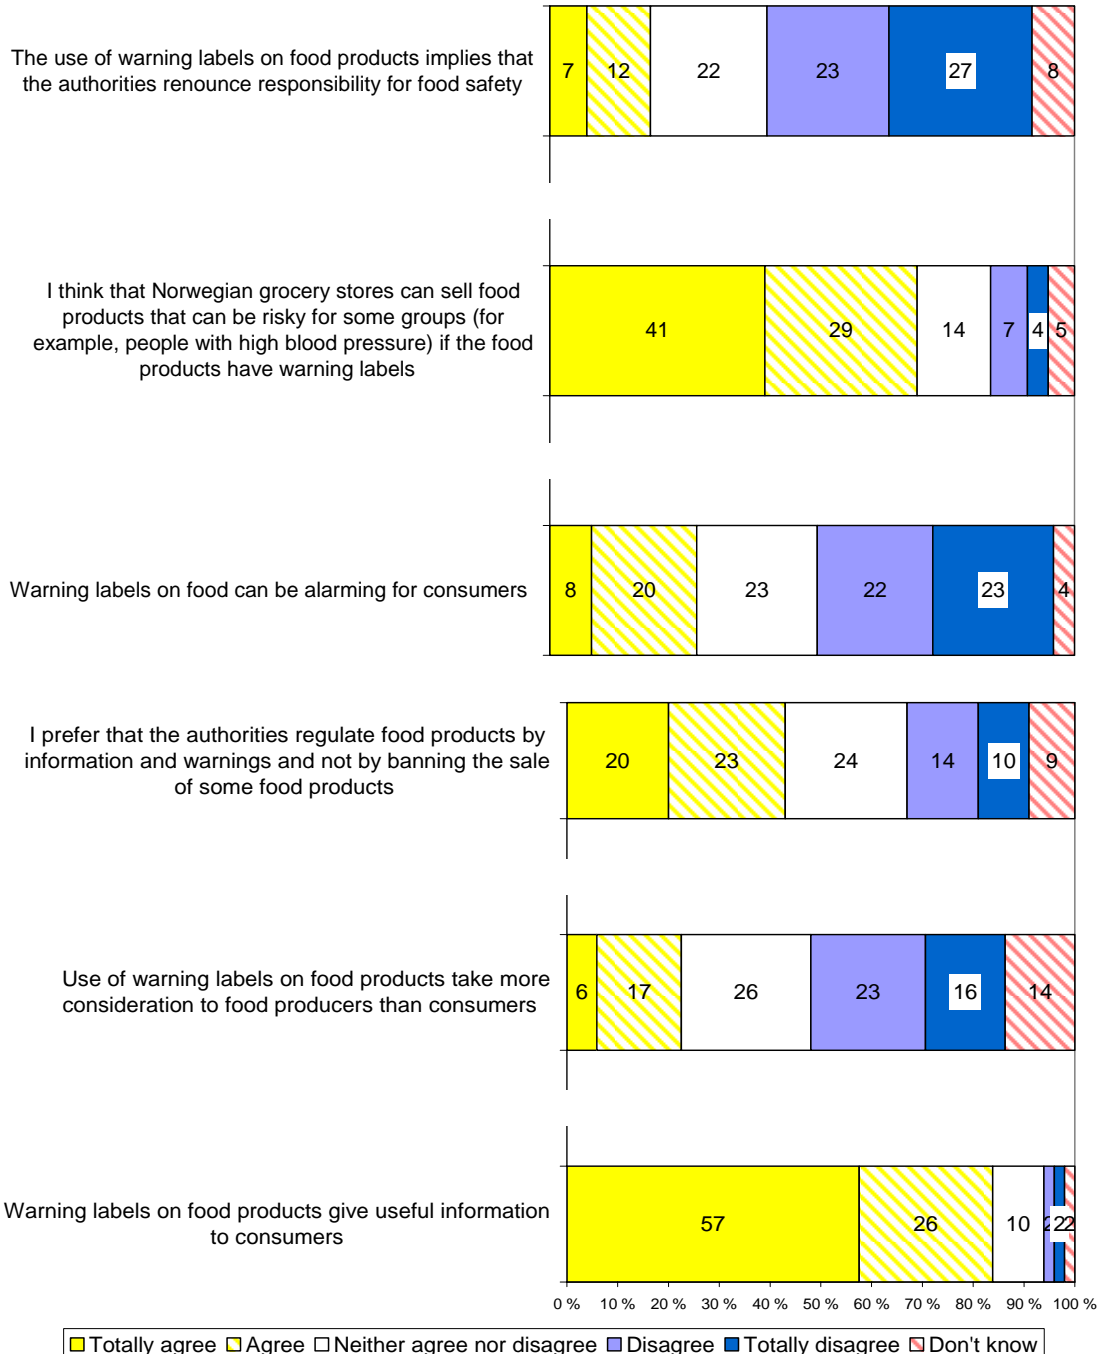 The use of warning labels on food products implies that
the authorities renounce responsibility for food safety
7 12 22 23 27 8
I think that Norwegian grocery stores can sell food
products that can be risky for some groups (for
example, people with high blood pressure) if the food
products have warning labels
41 29 14 7 4 5
Warning labels on food can be alarming for consumers
8 20 23 22 23 4
I prefer that the authorities regulate food products by
information and warnings and not by banning the sale
of some food products
20 23 24 14 10 9
Use of warning labels on food products take more
consideration to food producers than consumers
6 17 26 23 16 14
Warning labels on food products give useful information
to consumers
57 26 10 2 2 2
0 % 10 % 20 % 30 % 40 % 50 % 60 % 70 % 80 % 90 % 100 %
Totally agree Agree Neither agree nor disagree Disagree Totally disagree Don't know